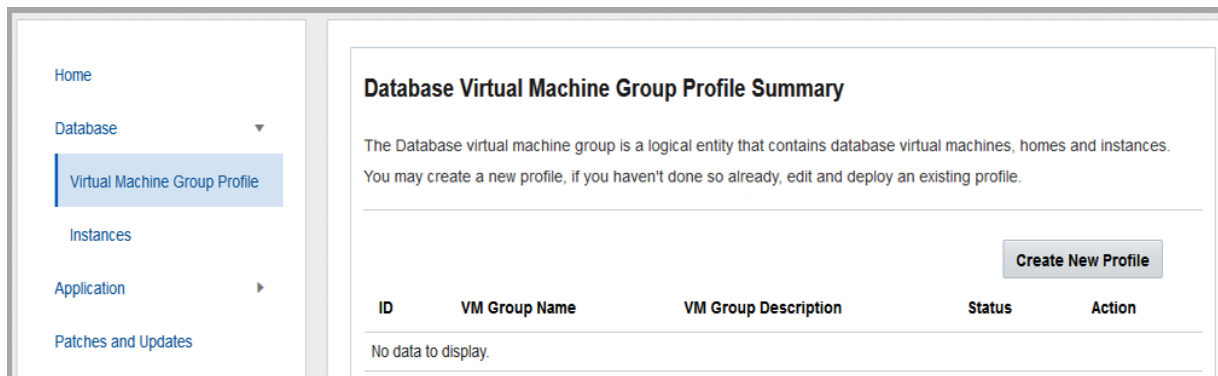 Home
Database
Virtual Machine Group Profile
Instances
Application
Patches and Updates
Database Virtual Machine Group Profile Summary
The Database virtual machine group is a logical entity that contains database virtual machines, homes and instances.
You may create a new profile, if you haven't done so already, edit and deploy an existing profile.
Create New Profile
ID VM Group Name VM Group Description Status Action
No data to display.